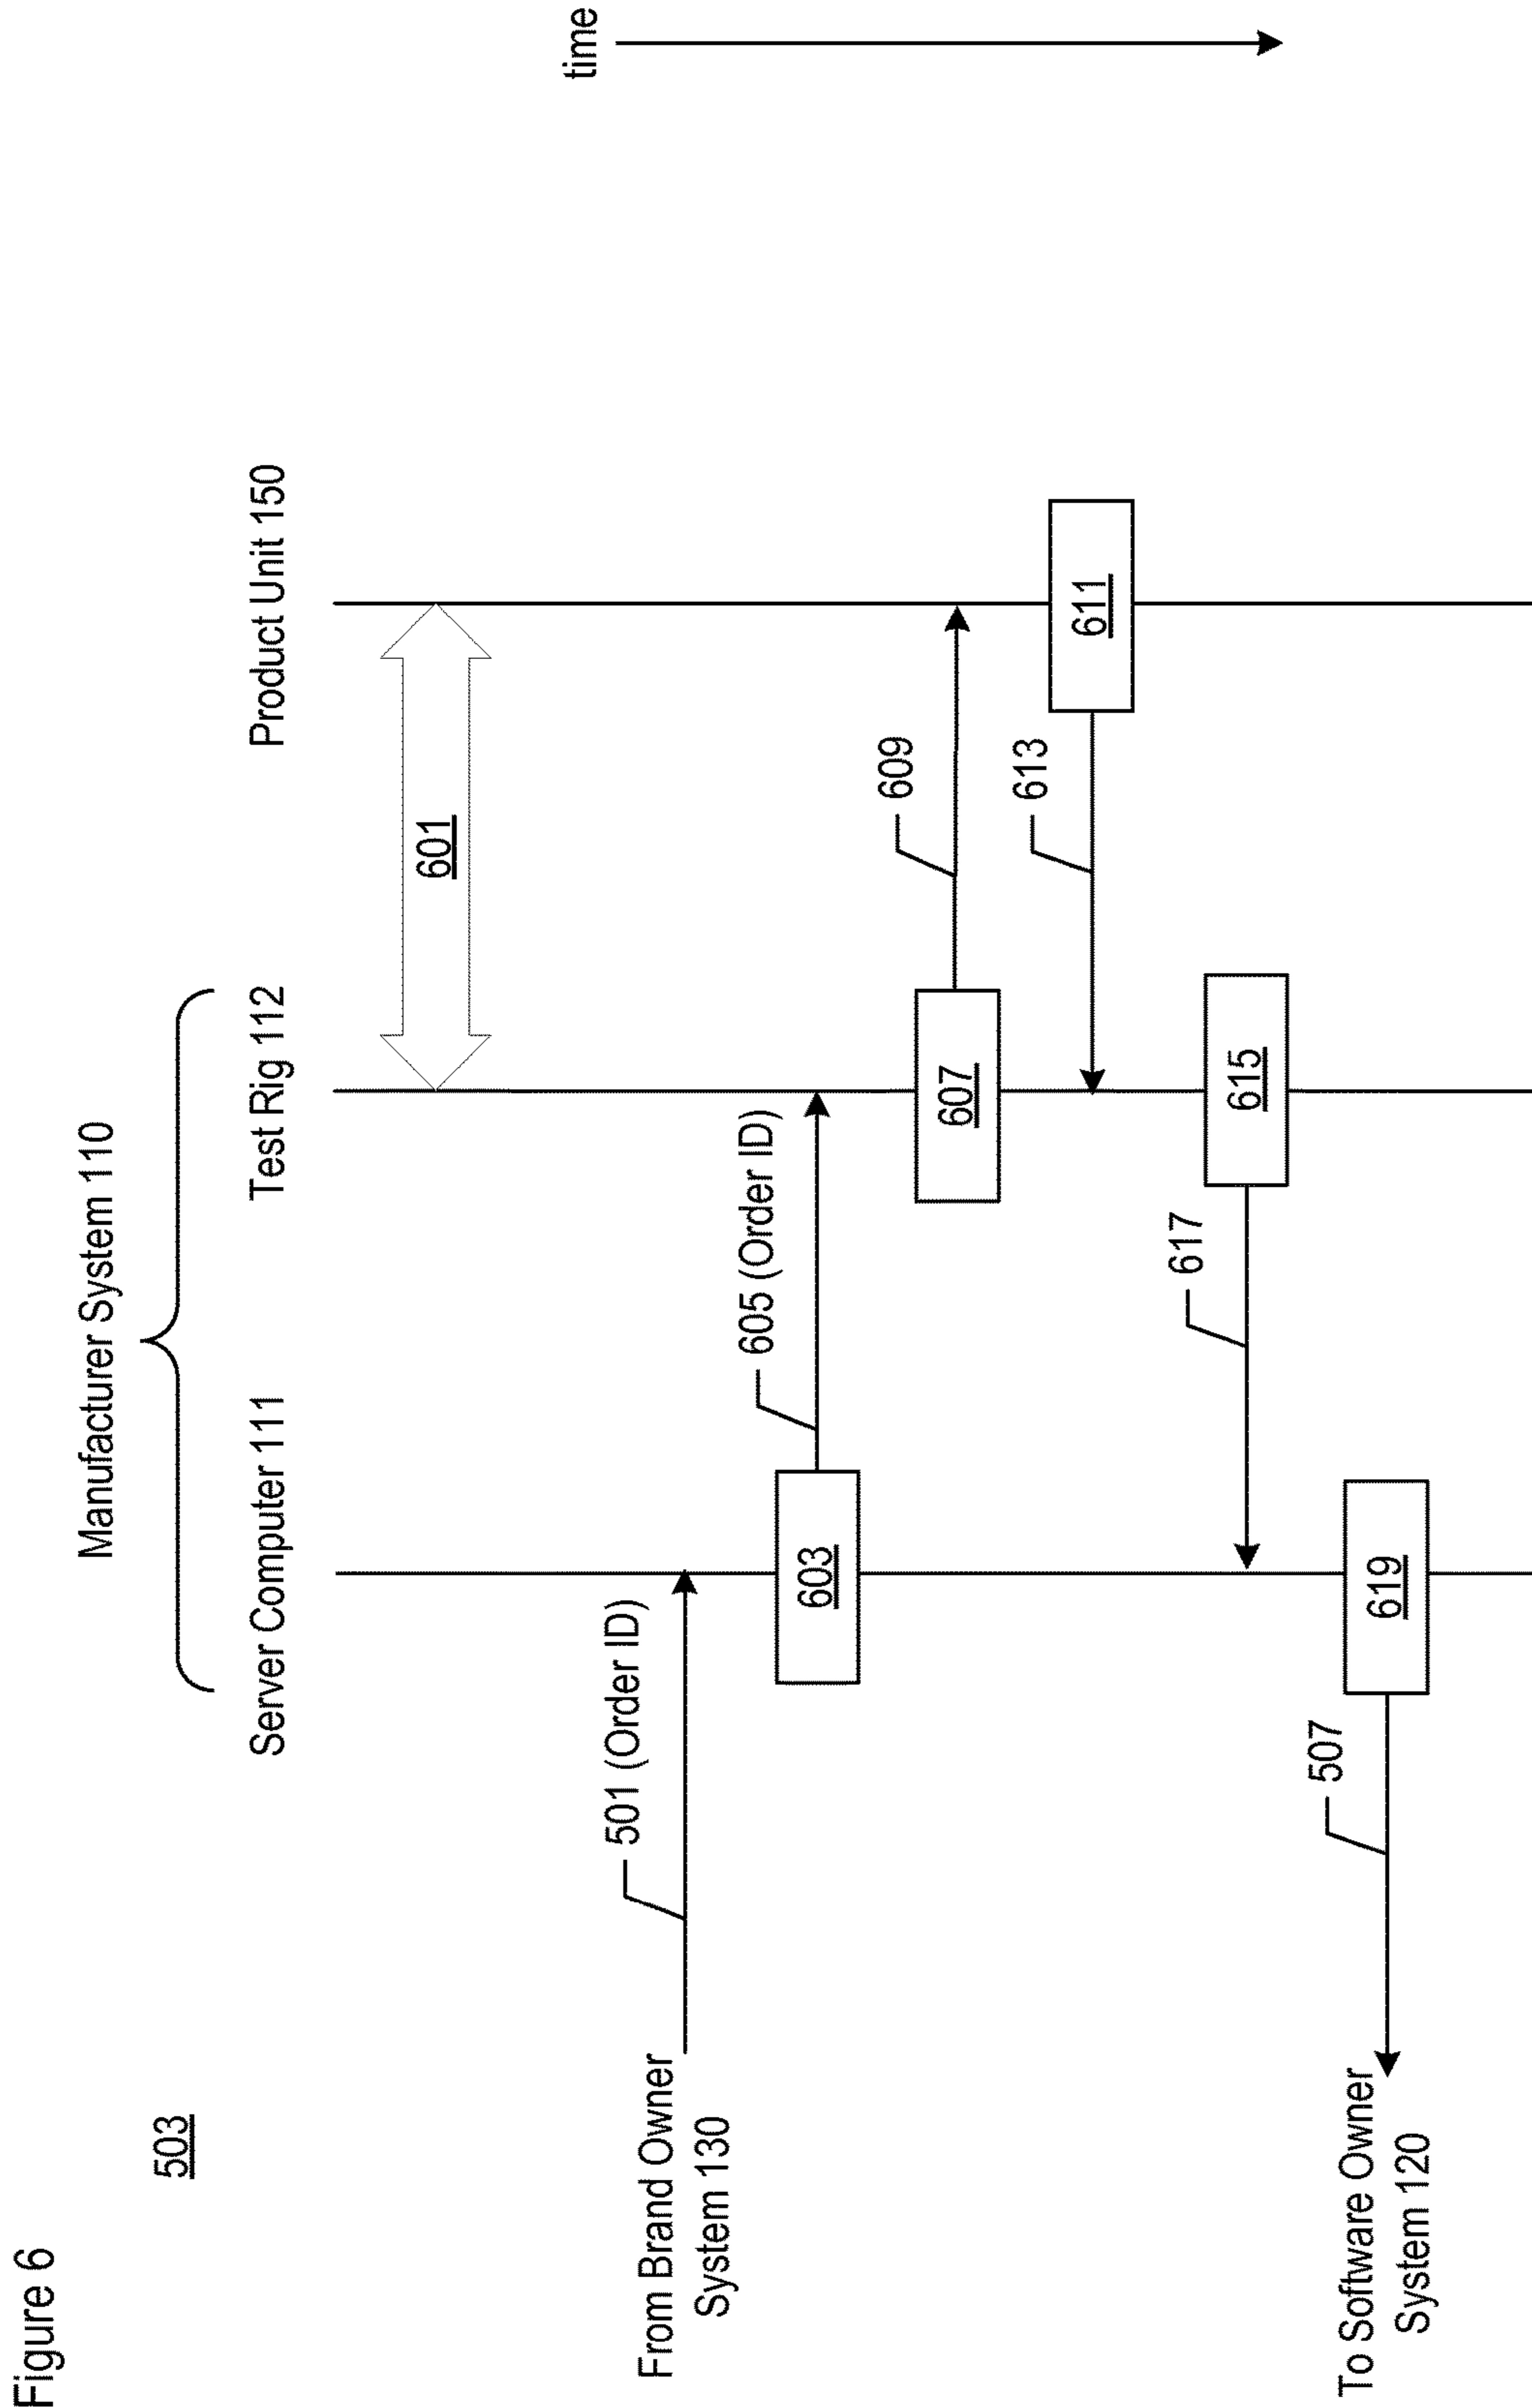 Figure 6
503
Manufacturer System 110
Server Computer 111
Test Rig 112
Product Unit 150
601
time
From Brand Owner
System 130
501 (Order ID)
603
605 (Order ID)
607
609
611
613
615
617
619
507
To Software Owner
System 120